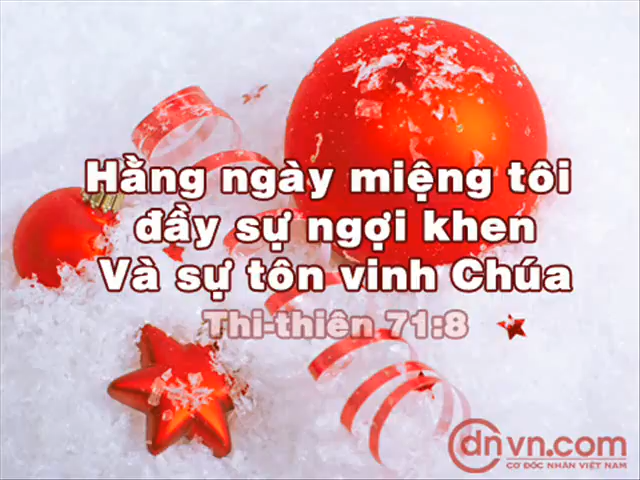 Hằng ngày miệng tôi
đầy sự ngợi khen
Và sự tôn vinh Chúa
Thi-thiên 71:8
cdnvn.com
CƠ ĐỐC NHÂN VIỆT NAM